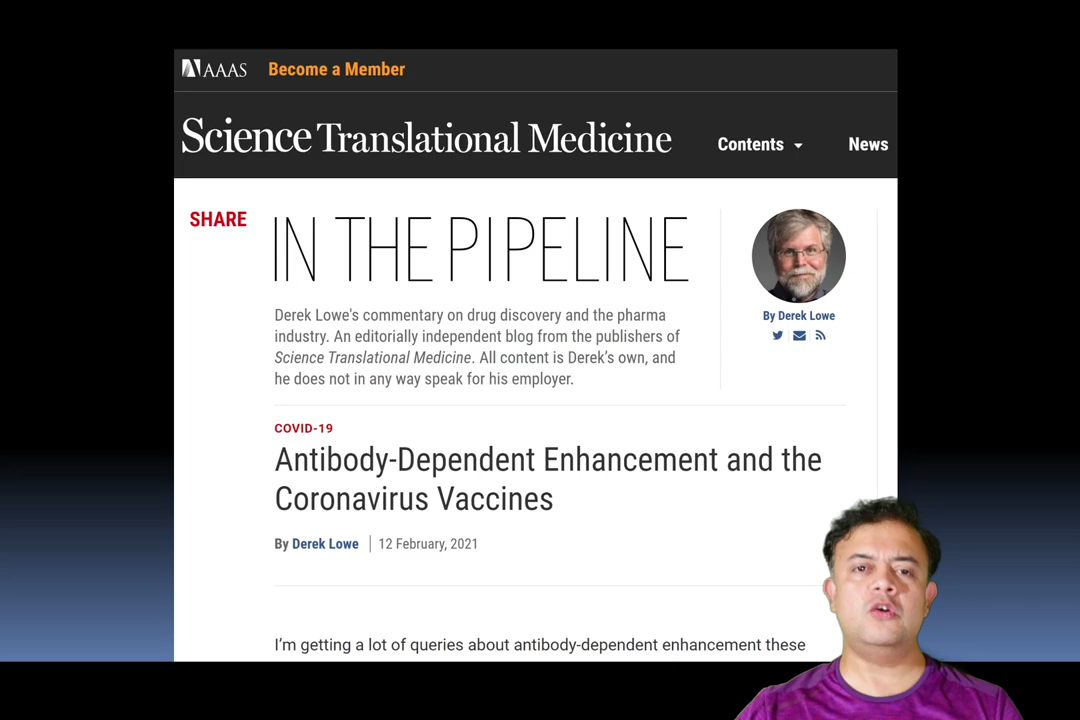 AAAS Become a Member
Science Translational Medicine
Contents News
SHARE
IN THE PIPELINE
Derek Lowe's commentary on drug discovery and the pharma
industry. An editorially independent blog from the publishers of
Science Translational Medicine. All content is Derek's own, and
he does not in any way speak for his employer.
By Derek Lowe
COVID-19
Antibody-Dependent Enhancement and the
Coronavirus Vaccines
By Derek Lowe | 12 February, 2021
I'm getting a lot of queries about antibody-dependent enhancement these